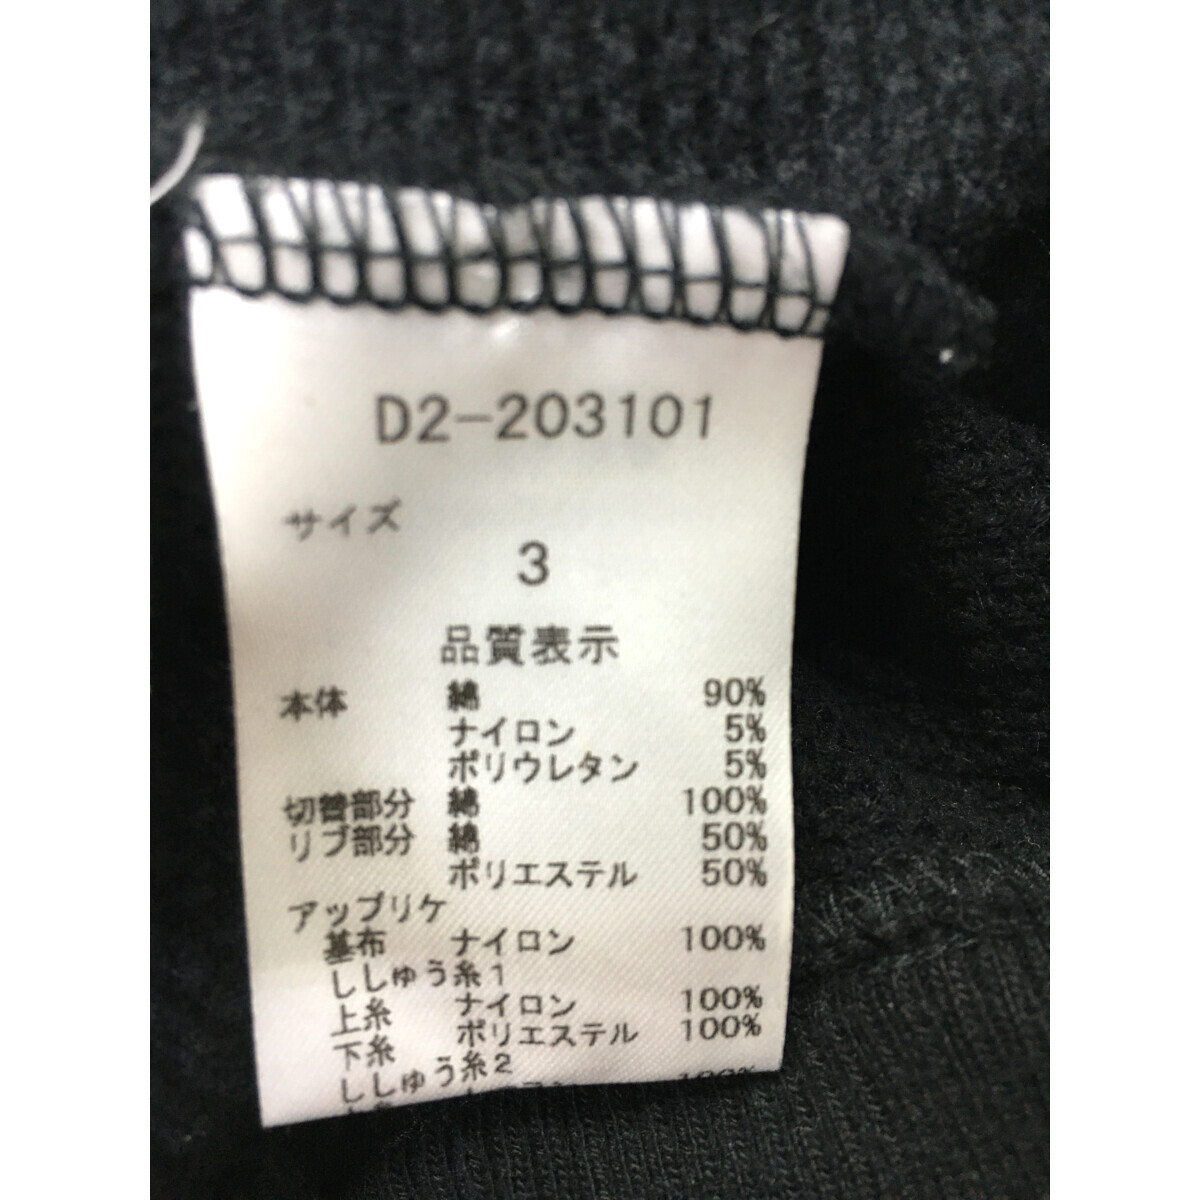 D2-203101
サイズ
3
品質表示
本体 綿 90%
ナイロン 5%
ポリウレタン 5%
切替部分 綿 100%
リブ部分 綿 50%
ポリエステル 50%
アップリケ
基布 ナイロン 100%
ししゅう糸1
上糸 ナイロン 100%
下糸 ポリエステル 100%
ししゅう糸2